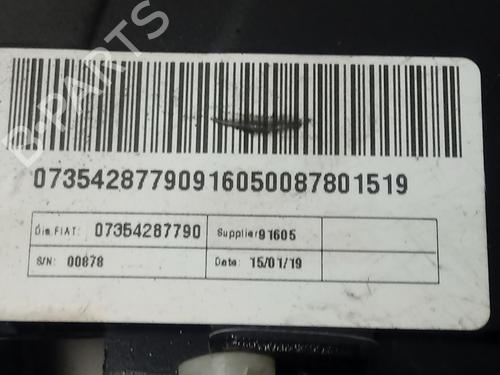 B-PARTS
07354287790916050087801519
Dis.FIAT: 07354287790 Supplier 91605
S/N: 00878 Date: 15/01/19